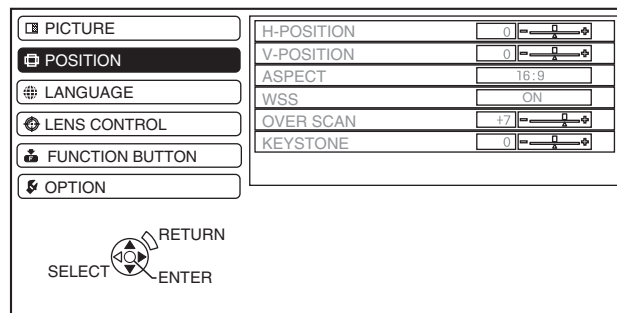 PICTURE
POSITION
LANGUAGE
LENS CONTROL
FUNCTION BUTTON
OPTION
H-POSITION 0
V-POSITION 0
ASPECT 16:9
WSS ON
OVER SCAN +7
KEYSTONE 0
RETURN
SELECT
ENTER